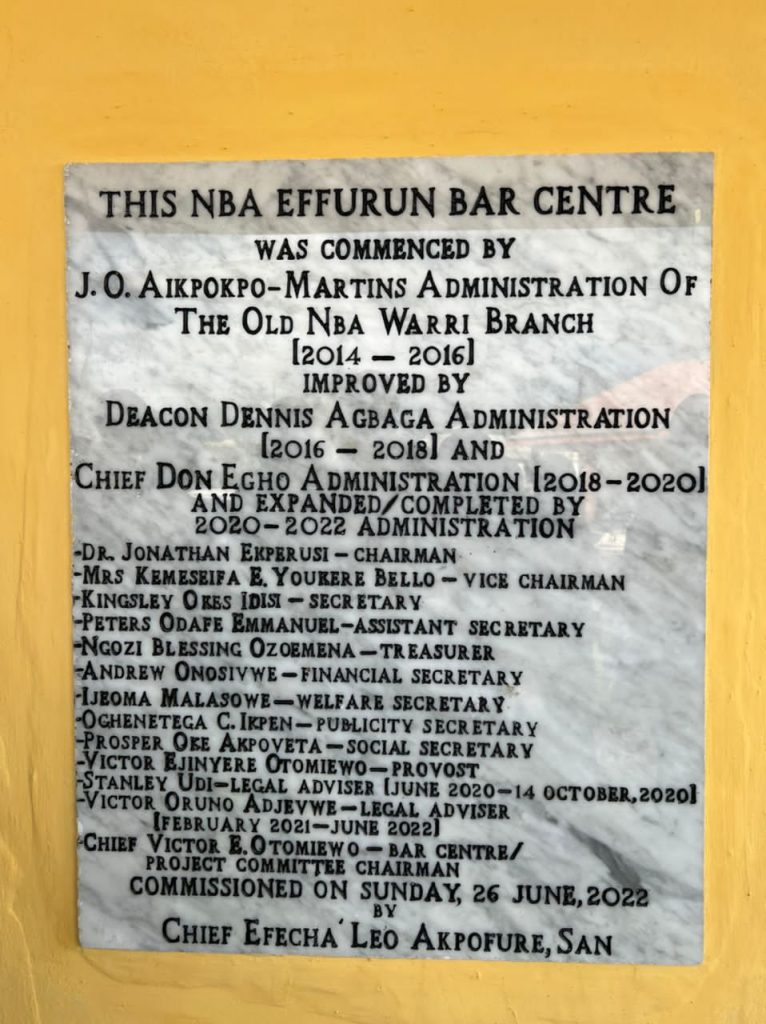 THIS NBA EFFURUN BAR CENTRE
WAS COMMENCED BY
J. O. AIKPOKPO-MARTINS ADMINISTRATION OF
THE OLD NBA WARRI BRANCH
[2014 - 2016]
IMPROVED BY
DEACON DENNIS AGBAGA ADMINISTRATION
[2016 - 2018] AND
CHIEF DON EGHO ADMINISTRATION [2018-2020]
AND EXPANDED/COMPLETED BY
2020-2022 ADMINISTRATION
-DR. JONATHAN EKPERUSI - CHAIRMAN
-MRS KEMESEIFA E. YOUKERE BELLO - VICE CHAIRMAN
-KINGSLEY OKES IDISI - SECRETARY
-PETERS ODAFE EMMANUEL-ASSISTANT SECRETARY
-NGOZI BLESSING OZOEMENA-TREASURER
-ANDREW ONOSIVWE-FINANCIAL SECRETARY
-IJEOMA MALASOWE-WELFARE SECRETARY
-OGHENETEGA C. IKPEN-PUBLICITY SECRETARY
-PROSPER OKE AKPOVETA-SOCIAL SECRETARY
-VICTOR EJINYERE OTOMIEWO-PROVOST
-STANLEY UDI-LEGAL ADVISER [JUNE 2020-14 OCTOBER, 2020]
-VICTOR ORUNO ADJEVWE-LEGAL ADVISER
[FEBRUARY 2021-JUNE 2022]
-CHIEF VICTOR E. OTOMIEWO - BAR CENTRE/
PROJECT COMMITTEE CHAIRMAN
COMMISSIONED ON SUNDAY, 26 JUNE, 2022
BY
CHIEF EFECHA' LEO AKPOFURE, SAN